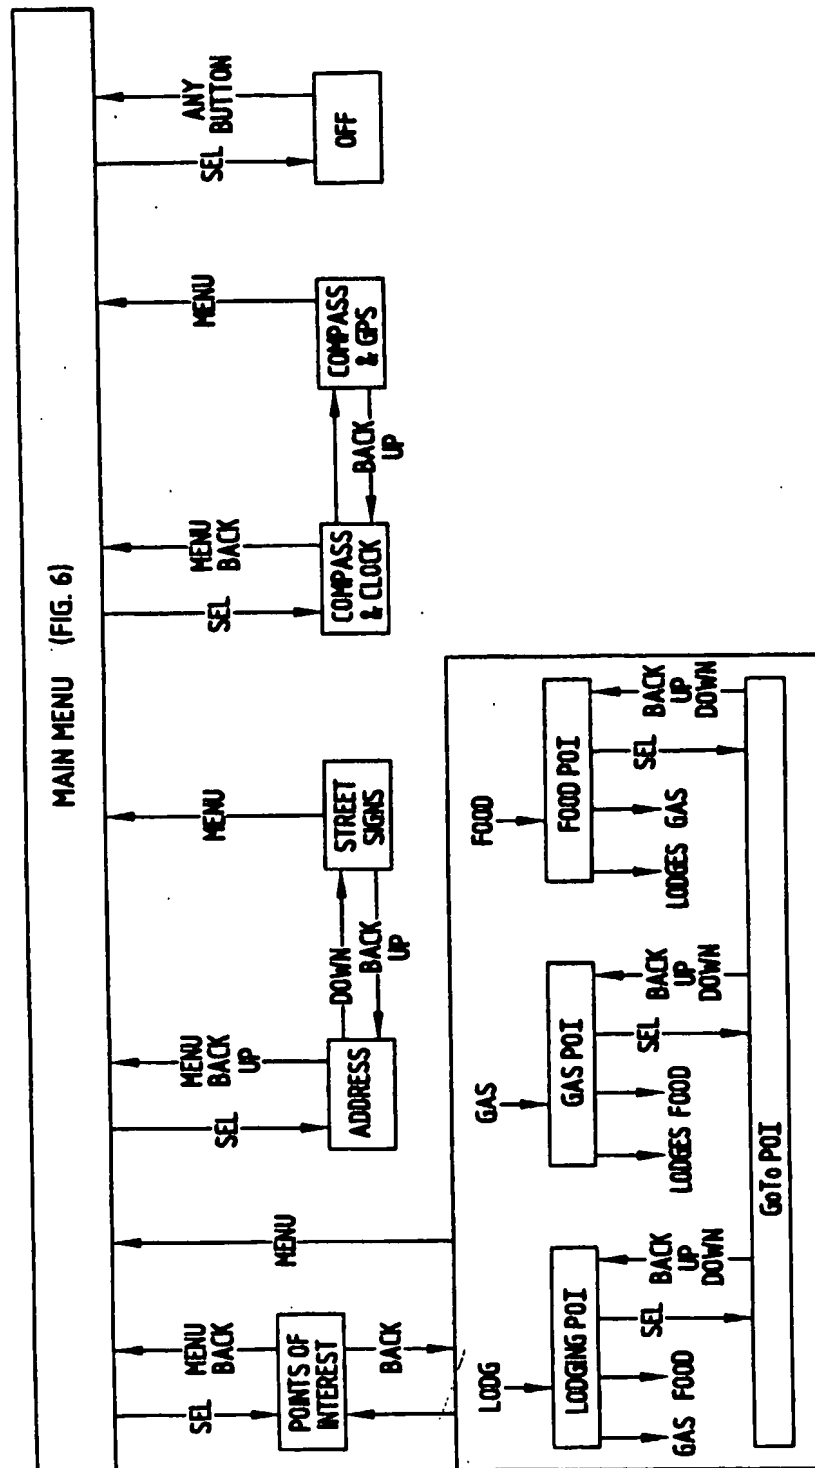 MAIN MENU (FIG. 6)
SEL
MENU
BACK
POINTS OF
INTEREST
BACK
MENU
SEL
MENU
BACK
UP
ADDRESS
DOWN
BACK
UP
STREET
SIGNS
MENU
SEL
MENU
BACK
COMPASS
& CLOCK
BACK
UP
COMPASS
& GPS
MENU
SEL
ANY
BUTTON
OFF
LODG
LODGING POI
GAS
FOOD
SEL
BACK
UP
DOWN
GAS
GAS POI
LODGES
FOOD
SEL
BACK
UP
DOWN
FOOD
FOOD POI
LODGES
GAS
SEL
BACK
UP
DOWN
GoTo POI